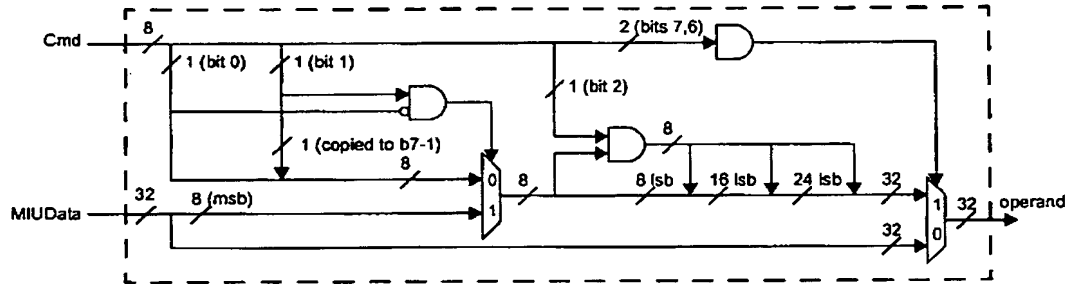 Cmd
8
2 (bits 7,6)
1 (bit 0)
1 (bit 1)
1 (bit 2)
1 (copied to b7-1)
8
8
0
1
8
8 lsb
16 lsb
24 lsb
32
1
0
32
operand
MIUData
32
8 (msb)
32